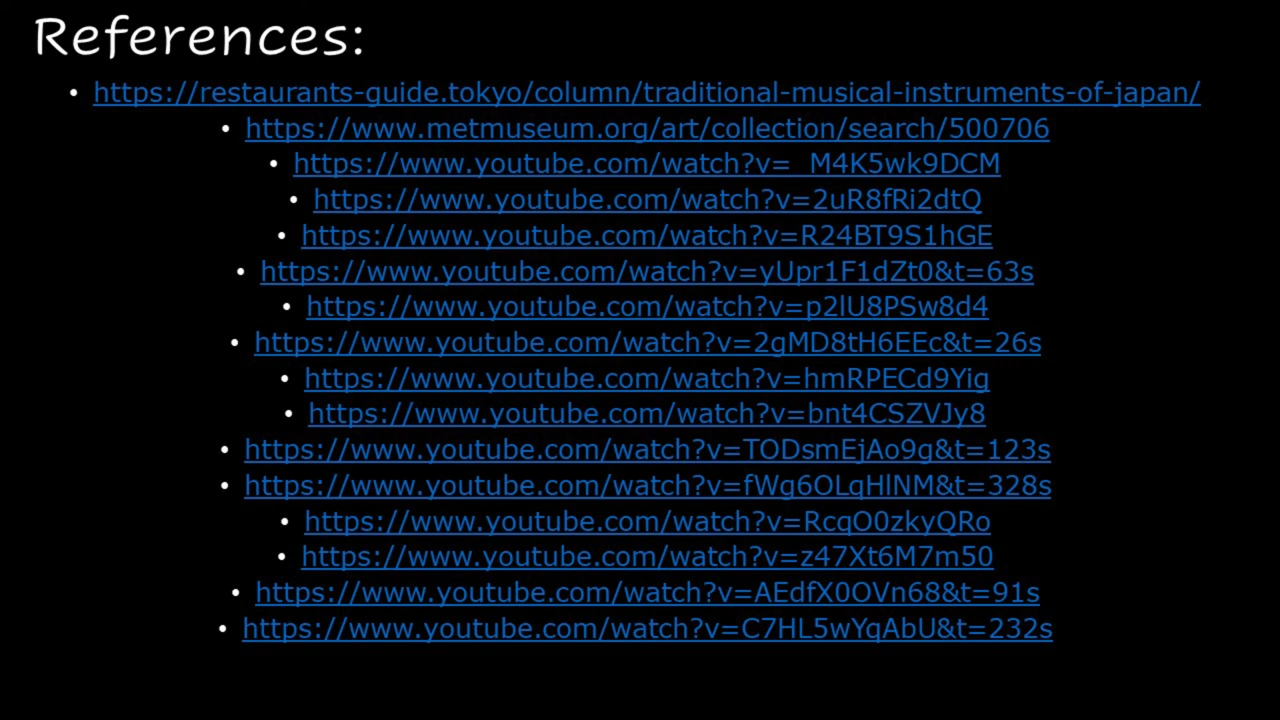 References:
• https://restaurants-guide.tokyo/column/traditional-musical-instruments-of-japan/
• https://www.metmuseum.org/art/collection/search/500706
• https://www.youtube.com/watch?v=_M4K5wk9DCM
• https://www.youtube.com/watch?v=2uR8fRi2dtQ
• https://www.youtube.com/watch?v=R24BT9S1hGE
• https://www.youtube.com/watch?v=yUpr1F1dZt0&t=63s
• https://www.youtube.com/watch?v=p2lU8PSw8d4
• https://www.youtube.com/watch?v=2gMD8tH6EEc&t=26s
• https://www.youtube.com/watch?v=hmRPECd9Yig
• https://www.youtube.com/watch?v=bnt4CSZVJy8
• https://www.youtube.com/watch?v=TODsmEjAo9g&t=123s
• https://www.youtube.com/watch?v=fWg6OLqHlNM&t=328s
• https://www.youtube.com/watch?v=RcqO0zkyQRo
• https://www.youtube.com/watch?v=z47Xt6M7m50
• https://www.youtube.com/watch?v=AEdfX0OVn68&t=91s
• https://www.youtube.com/watch?v=C7HL5wYqAbU&t=232s